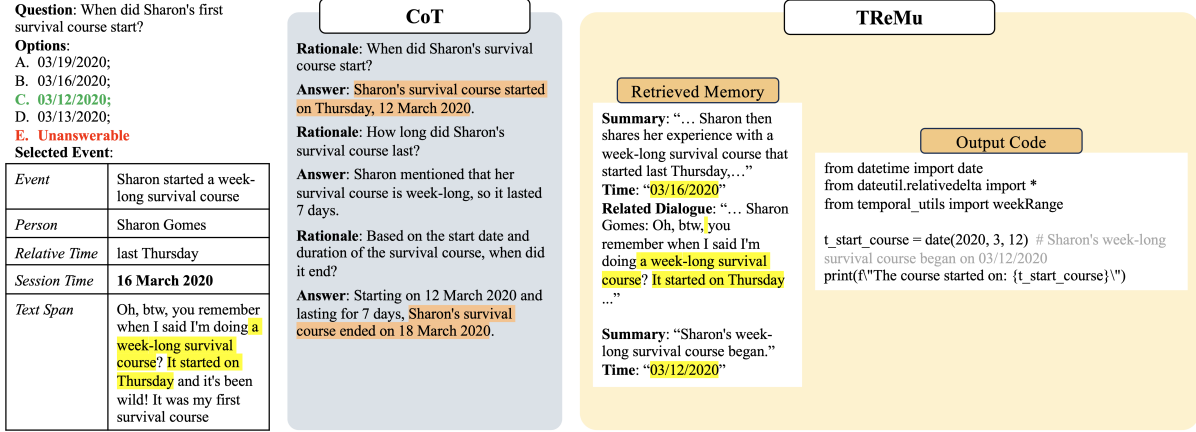 Question: When did Sharon's first
survival course start?
Options:
A. 03/19/2020;
B. 03/16/2020;
C. 03/12/2020;
D. 03/13/2020;
E. Unanswerable
Selected Event:
Event
Sharon started a week-
long survival course
Person
Sharon Gomes
Relative Time
last Thursday
Session Time
16 March 2020
Text Span
Oh, btw, you remember
when I said I'm doing a
week-long survival
course? It started on
Thursday and it's been
wild! It was my first
survival course
CoT
Rationale: When did Sharon's survival
course start?
Answer: Sharon's survival course started
on Thursday, 12 March 2020.
Rationale: How long did Sharon's
survival course last?
Answer: Sharon mentioned that her
survival course is week-long, so it lasted
7 days.
Rationale: Based on the start date and
duration of the survival course, when did
it end?
Answer: Starting on 12 March 2020 and
lasting for 7 days, Sharon's survival
course ended on 18 March 2020.
TReMu
Retrieved Memory
Summary: “… Sharon then
shares her experience with a
week-long survival course that
started last Thursday,…”
Time: “03/16/2020”
Related Dialogue: “… Sharon
Gomes: Oh, btw, you
remember when I said I'm
doing a week-long survival
course? It started on Thursday
...”
Summary: “Sharon's week-
long survival course began.”
Time: “03/12/2020”
Output Code
from datetime import date
from dateutil.relativedelta import *
from temporal_utils import weekRange
t_start_course = date(2020, 3, 12) # Sharon's week-long
survival course began on 03/12/2020
print(f\"The course started on: {t_start_course}\")